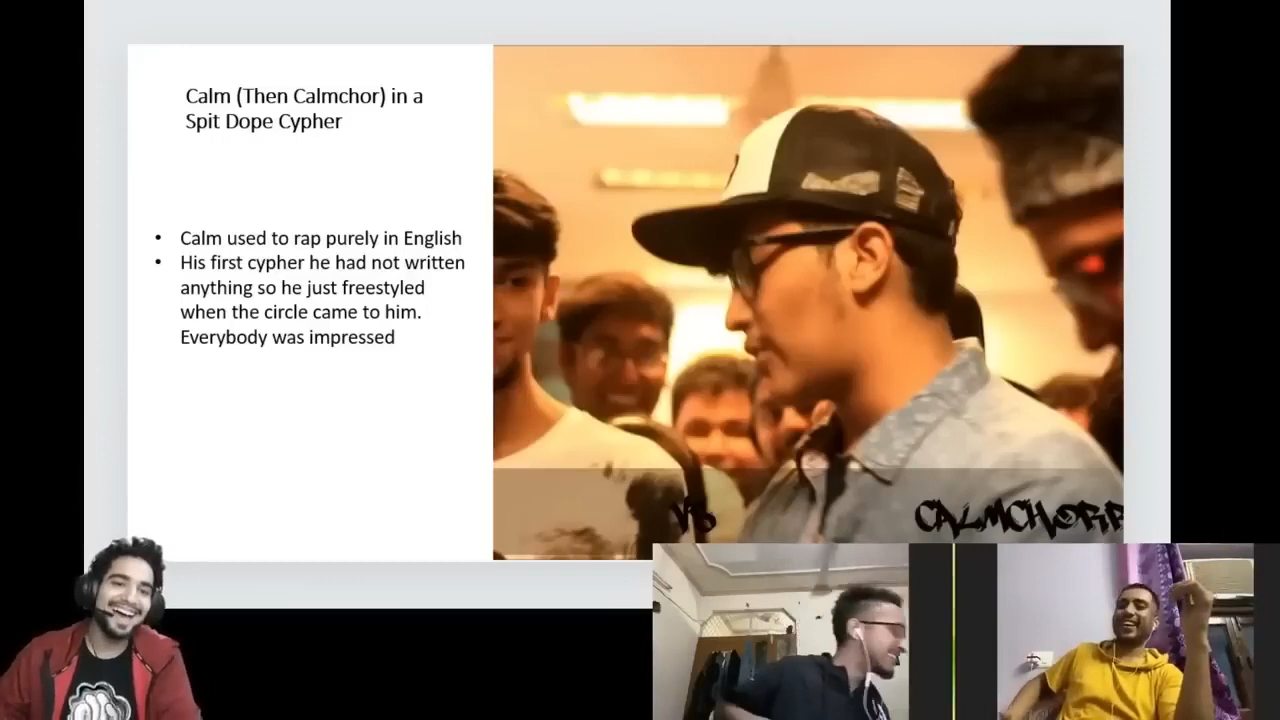 Calm (Then Calmchor) in a
Spit Dope Cypher
• Calm used to rap purely in English
• His first cypher he had not written
anything so he just freestyled
when the circle came to him.
Everybody was impressed
VS
CALMCHORR